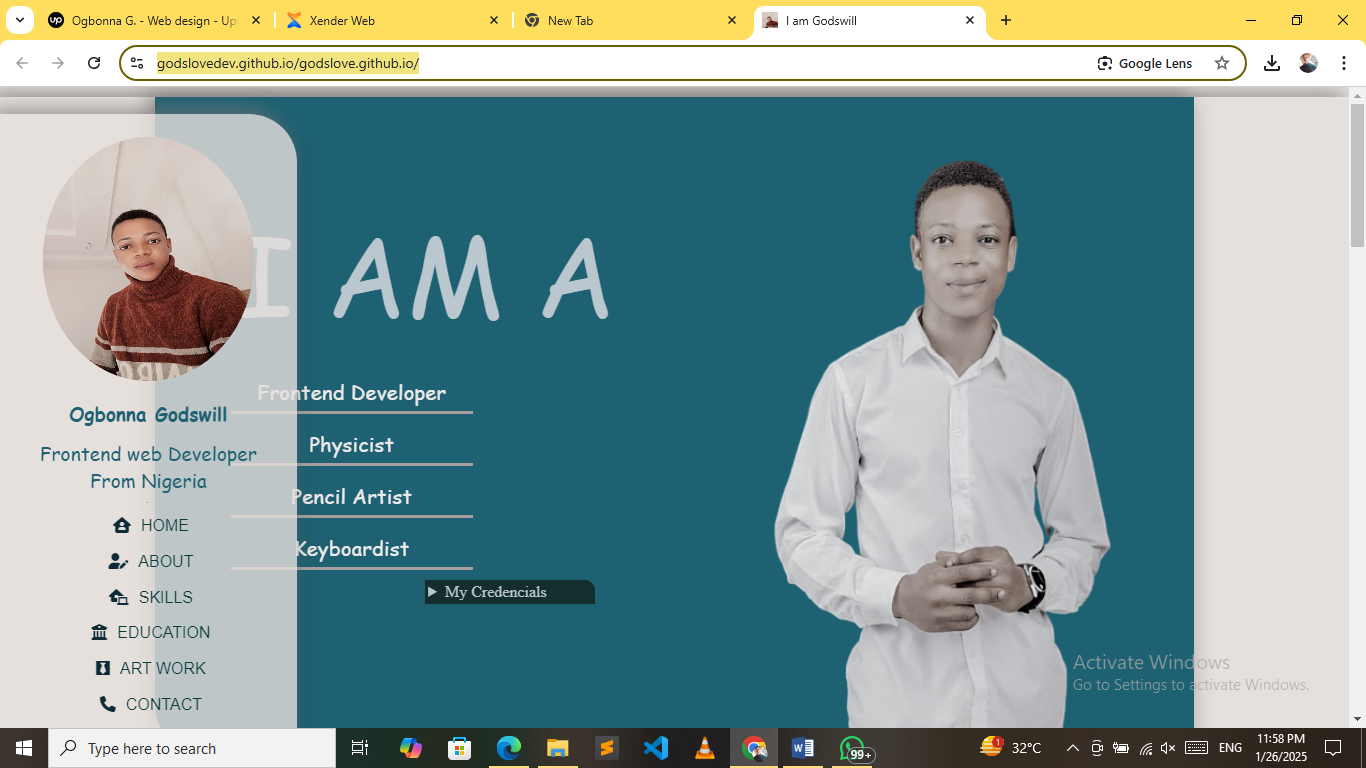 Ogbonna G. - Web design - Up
Xender Web
New Tab
I am Godswill
godslovedev.github.io/godslove.github.io/
Google Lens
I AM A
Ogbonna Godswill
Frontend web Developer
From Nigeria
HOME
ABOUT
SKILLS
EDUCATION
ART WORK
CONTACT
Frontend Developer
Physicist
Pencil Artist
Keyboardist
My Credencials
Activate Windows
Go to Settings to activate Windows.
Type here to search
99+
1
32°C
ENG
11:58 PM
1/26/2025